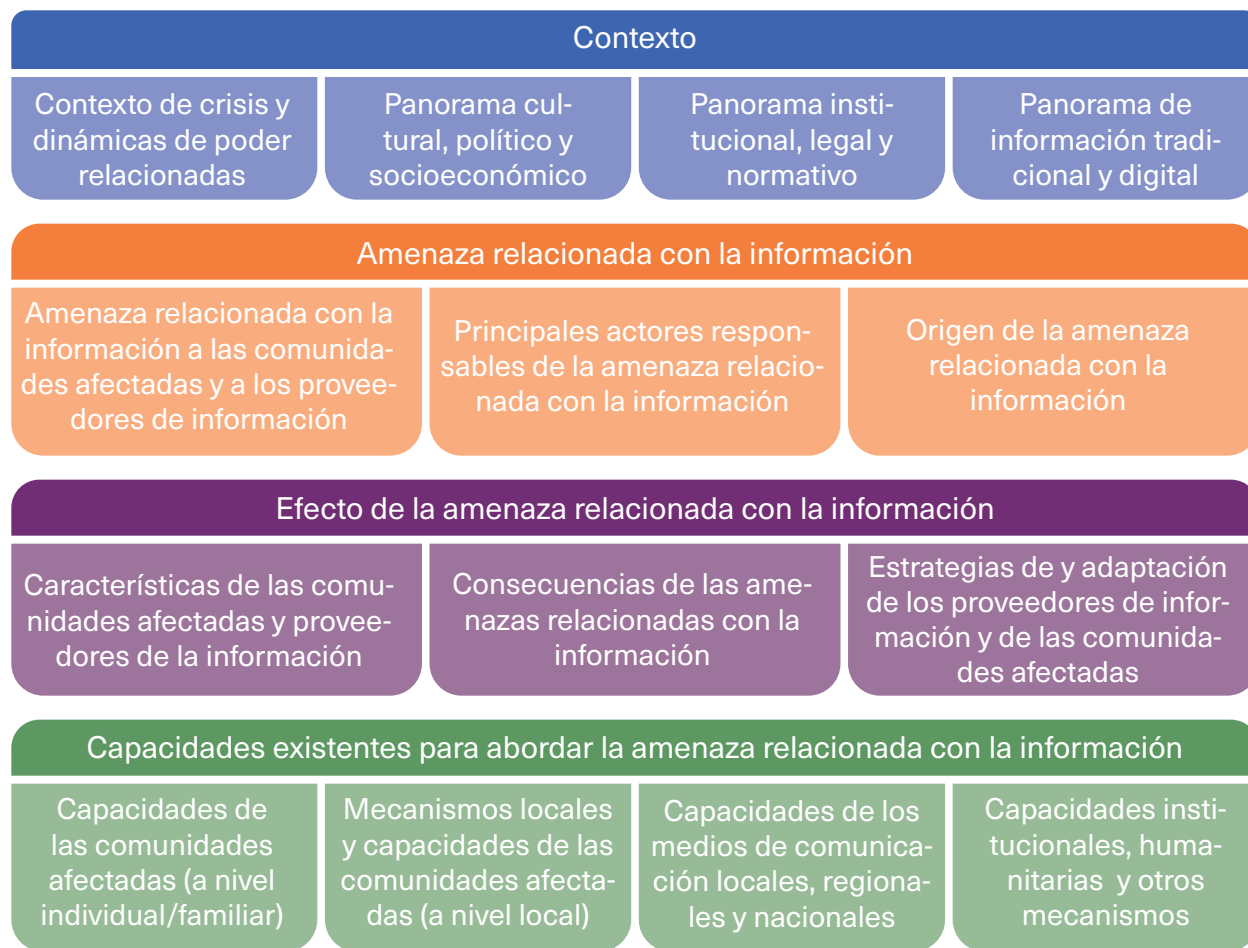 Contexto
Contexto de crisis y
dinámicas de poder
relacionadas
Panorama cul-
tural, político y
socioeconómico
Panorama insti-
tucional, legal y
normativo
Panorama de
información tradi-
cional y digital
Amenaza relacionada con la información
Amenaza relacionada con la
información a las comunida-
des afectadas y a los provee-
dores de información
Principales actores respon-
sables de la amenaza relacio-
nada con la información
Origen de la amenaza
relacionada con la
información
Efecto de la amenaza relacionada con la información
Características de las comu-
nidades afectadas y provee-
dores de la información
Consecuencias de las ame-
nazas relacionadas con la
información
Estrategias de y adaptación
de los proveedores de infor-
mación y de las comunida-
des afectadas
Capacidades existentes para abordar la amenaza relacionada con la información
Capacidades de
las comunidades
afectadas (a nivel
individual/familiar)
Mecanismos locales
y capacidades de las
comunidades afecta-
das (a nivel local)
Capacidades de los
medios de comunica-
ción locales, regiona-
les y nacionales
Capacidades insti-
tucionales, huma-
nitarias y otros
mecanismos